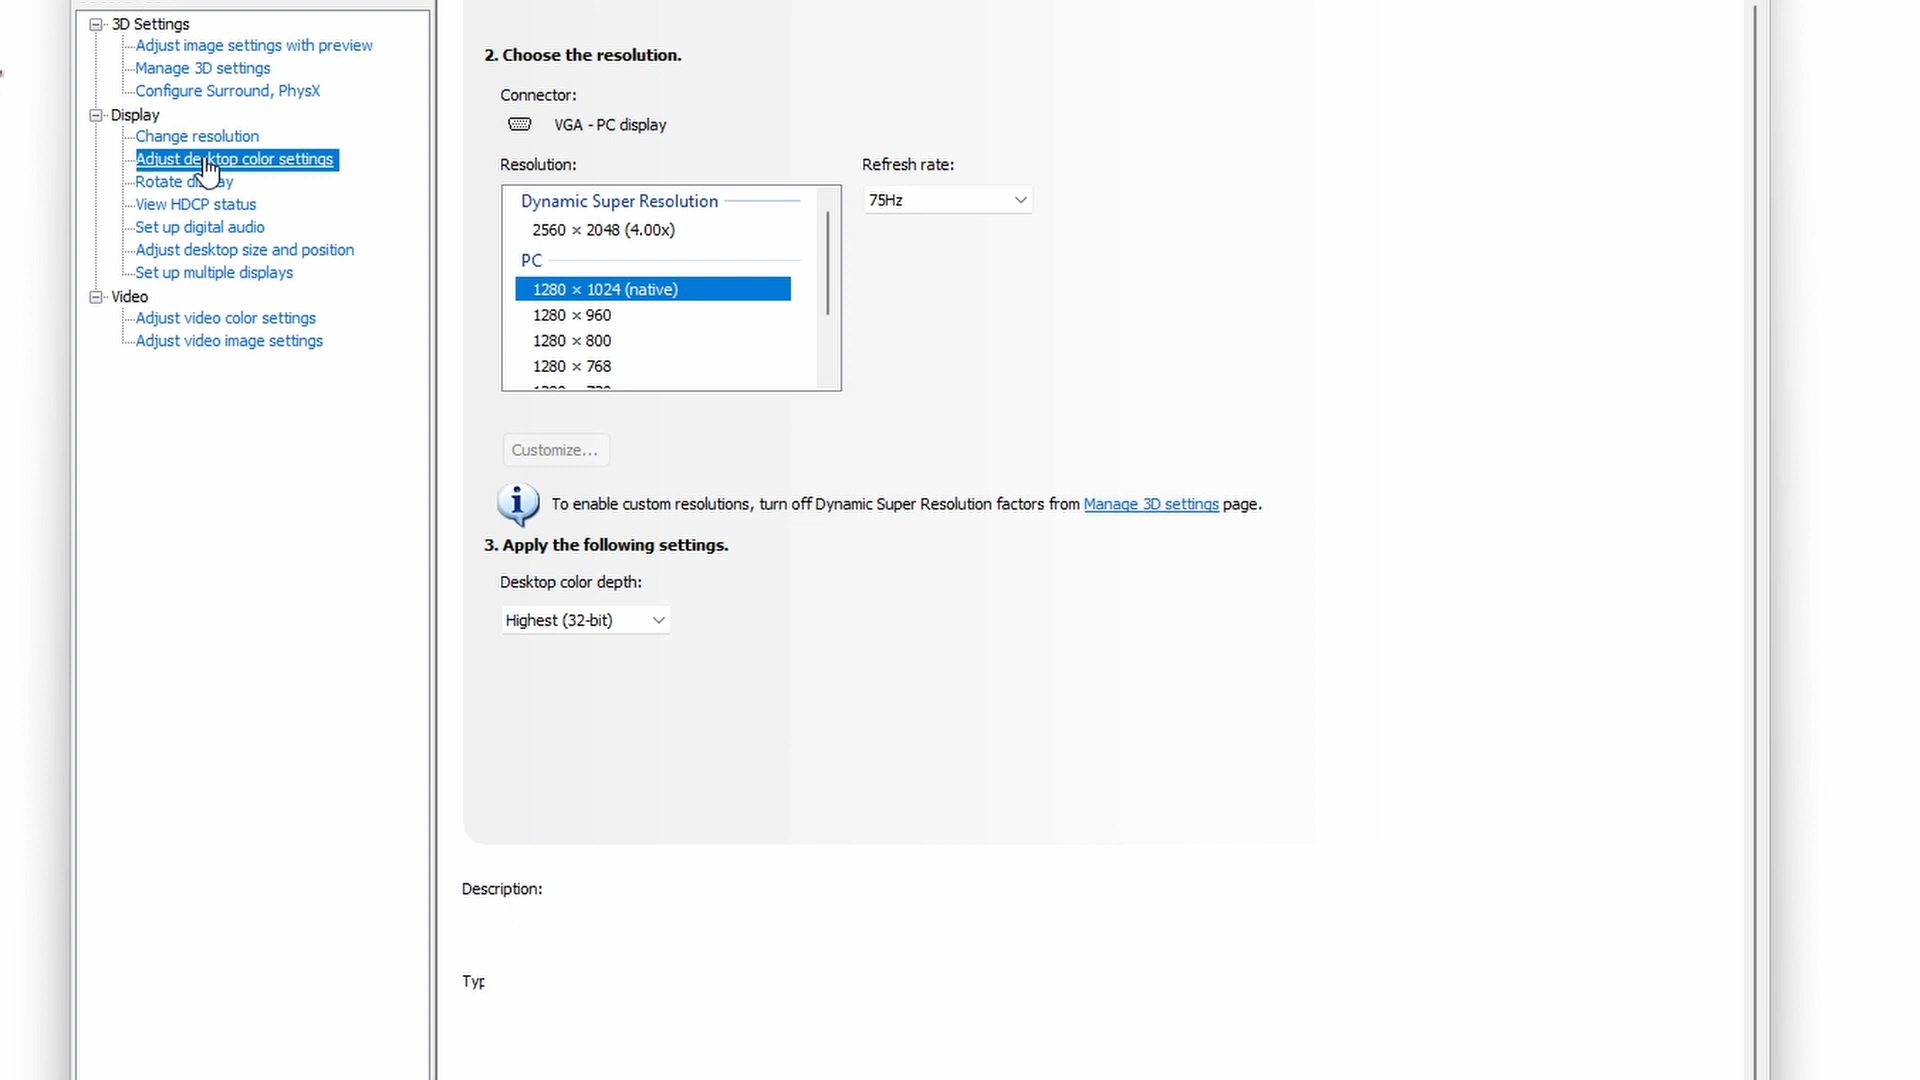 3D Settings
Adjust image settings with preview
Manage 3D settings
Configure Surround, PhysX
Display
Change resolution
Adjust desktop color settings
Rotate display
View HDCP status
Set up digital audio
Adjust desktop size and position
Set up multiple displays
Video
Adjust video color settings
Adjust video image settings
2. Choose the resolution.
Connector:
VGA - PC display
Resolution:
Refresh rate:
Dynamic Super Resolution
2560 × 2048 (4.00x)
PC
1280 × 1024 (native)
1280 × 960
1280 × 800
1280 × 768
75Hz
Customize...
To enable custom resolutions, turn off Dynamic Super Resolution factors from Manage 3D settings page.
3. Apply the following settings.
Desktop color depth:
Highest (32-bit)
Description:
Typ